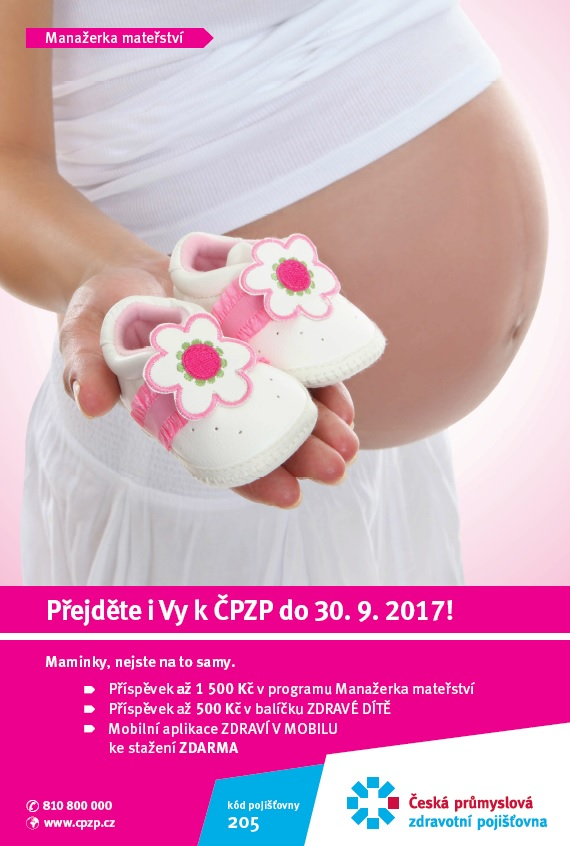 Manažerka mateřství
Přejděte i Vy k ČPZP do 30. 9. 2017!
Maminky, nejste na to samy.
Příspěvek až 1 500 Kč v programu Manažerka mateřství
Příspěvek až 500 Kč v balíčku ZDRAVÉ DÍTĚ
Mobilní aplikace ZDRAVÍ V MOBILU
ke stažení ZDARMA
810 800 000
www.cpzp.cz
kód pojišťovny
205
Česká průmyslová
zdravotní pojišťovna